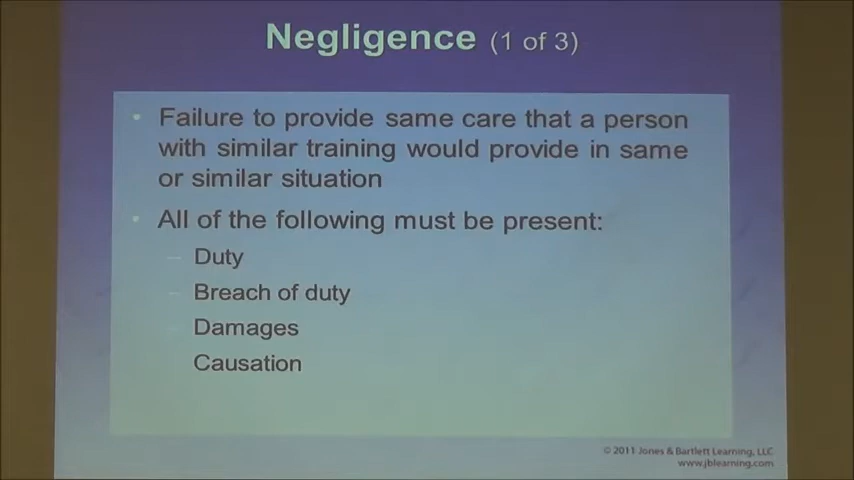 Negligence (1 of 3)
• Failure to provide same care that a person
with similar training would provide in same
or similar situation
• All of the following must be present:
– Duty
– Breach of duty
– Damages
Causation
© 2011 Jones & Bartlett Learning, LLC
www.jblearning.com